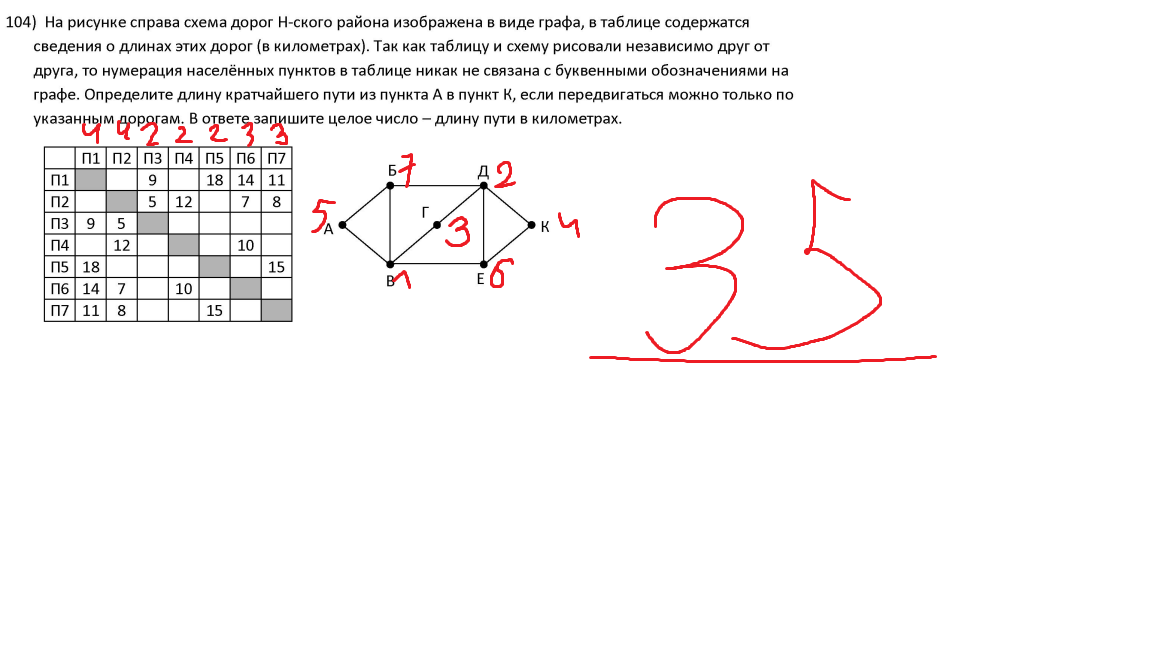 104) На рисунке справа схема дорог Н-ского района изображена в виде графа, в таблице содержатся
сведения о длинах этих дорог (в километрах). Так как таблицу и схему рисовали независимо друг от
друга, то нумерация населённых пунктов в таблице никак не связана с буквенными обозначениями на
графе. Определите длину кратчайшего пути из пункта А в пункт К, если передвигаться можно только по
указанным дорогам. В ответе запишите целое число – длину пути в километрах.
4 4 2 2 2 3 3
П1 П2 П3 П4 П5 П6 П7
П1 9 18 14 11
П2 5 12 7 8
П3 9 5
П4 12 10
П5 18 15
П6 14 7 10
П7 11 8 15
Б 7 Д 2
5 А Г 3 К 4
В 1 Е 6
35